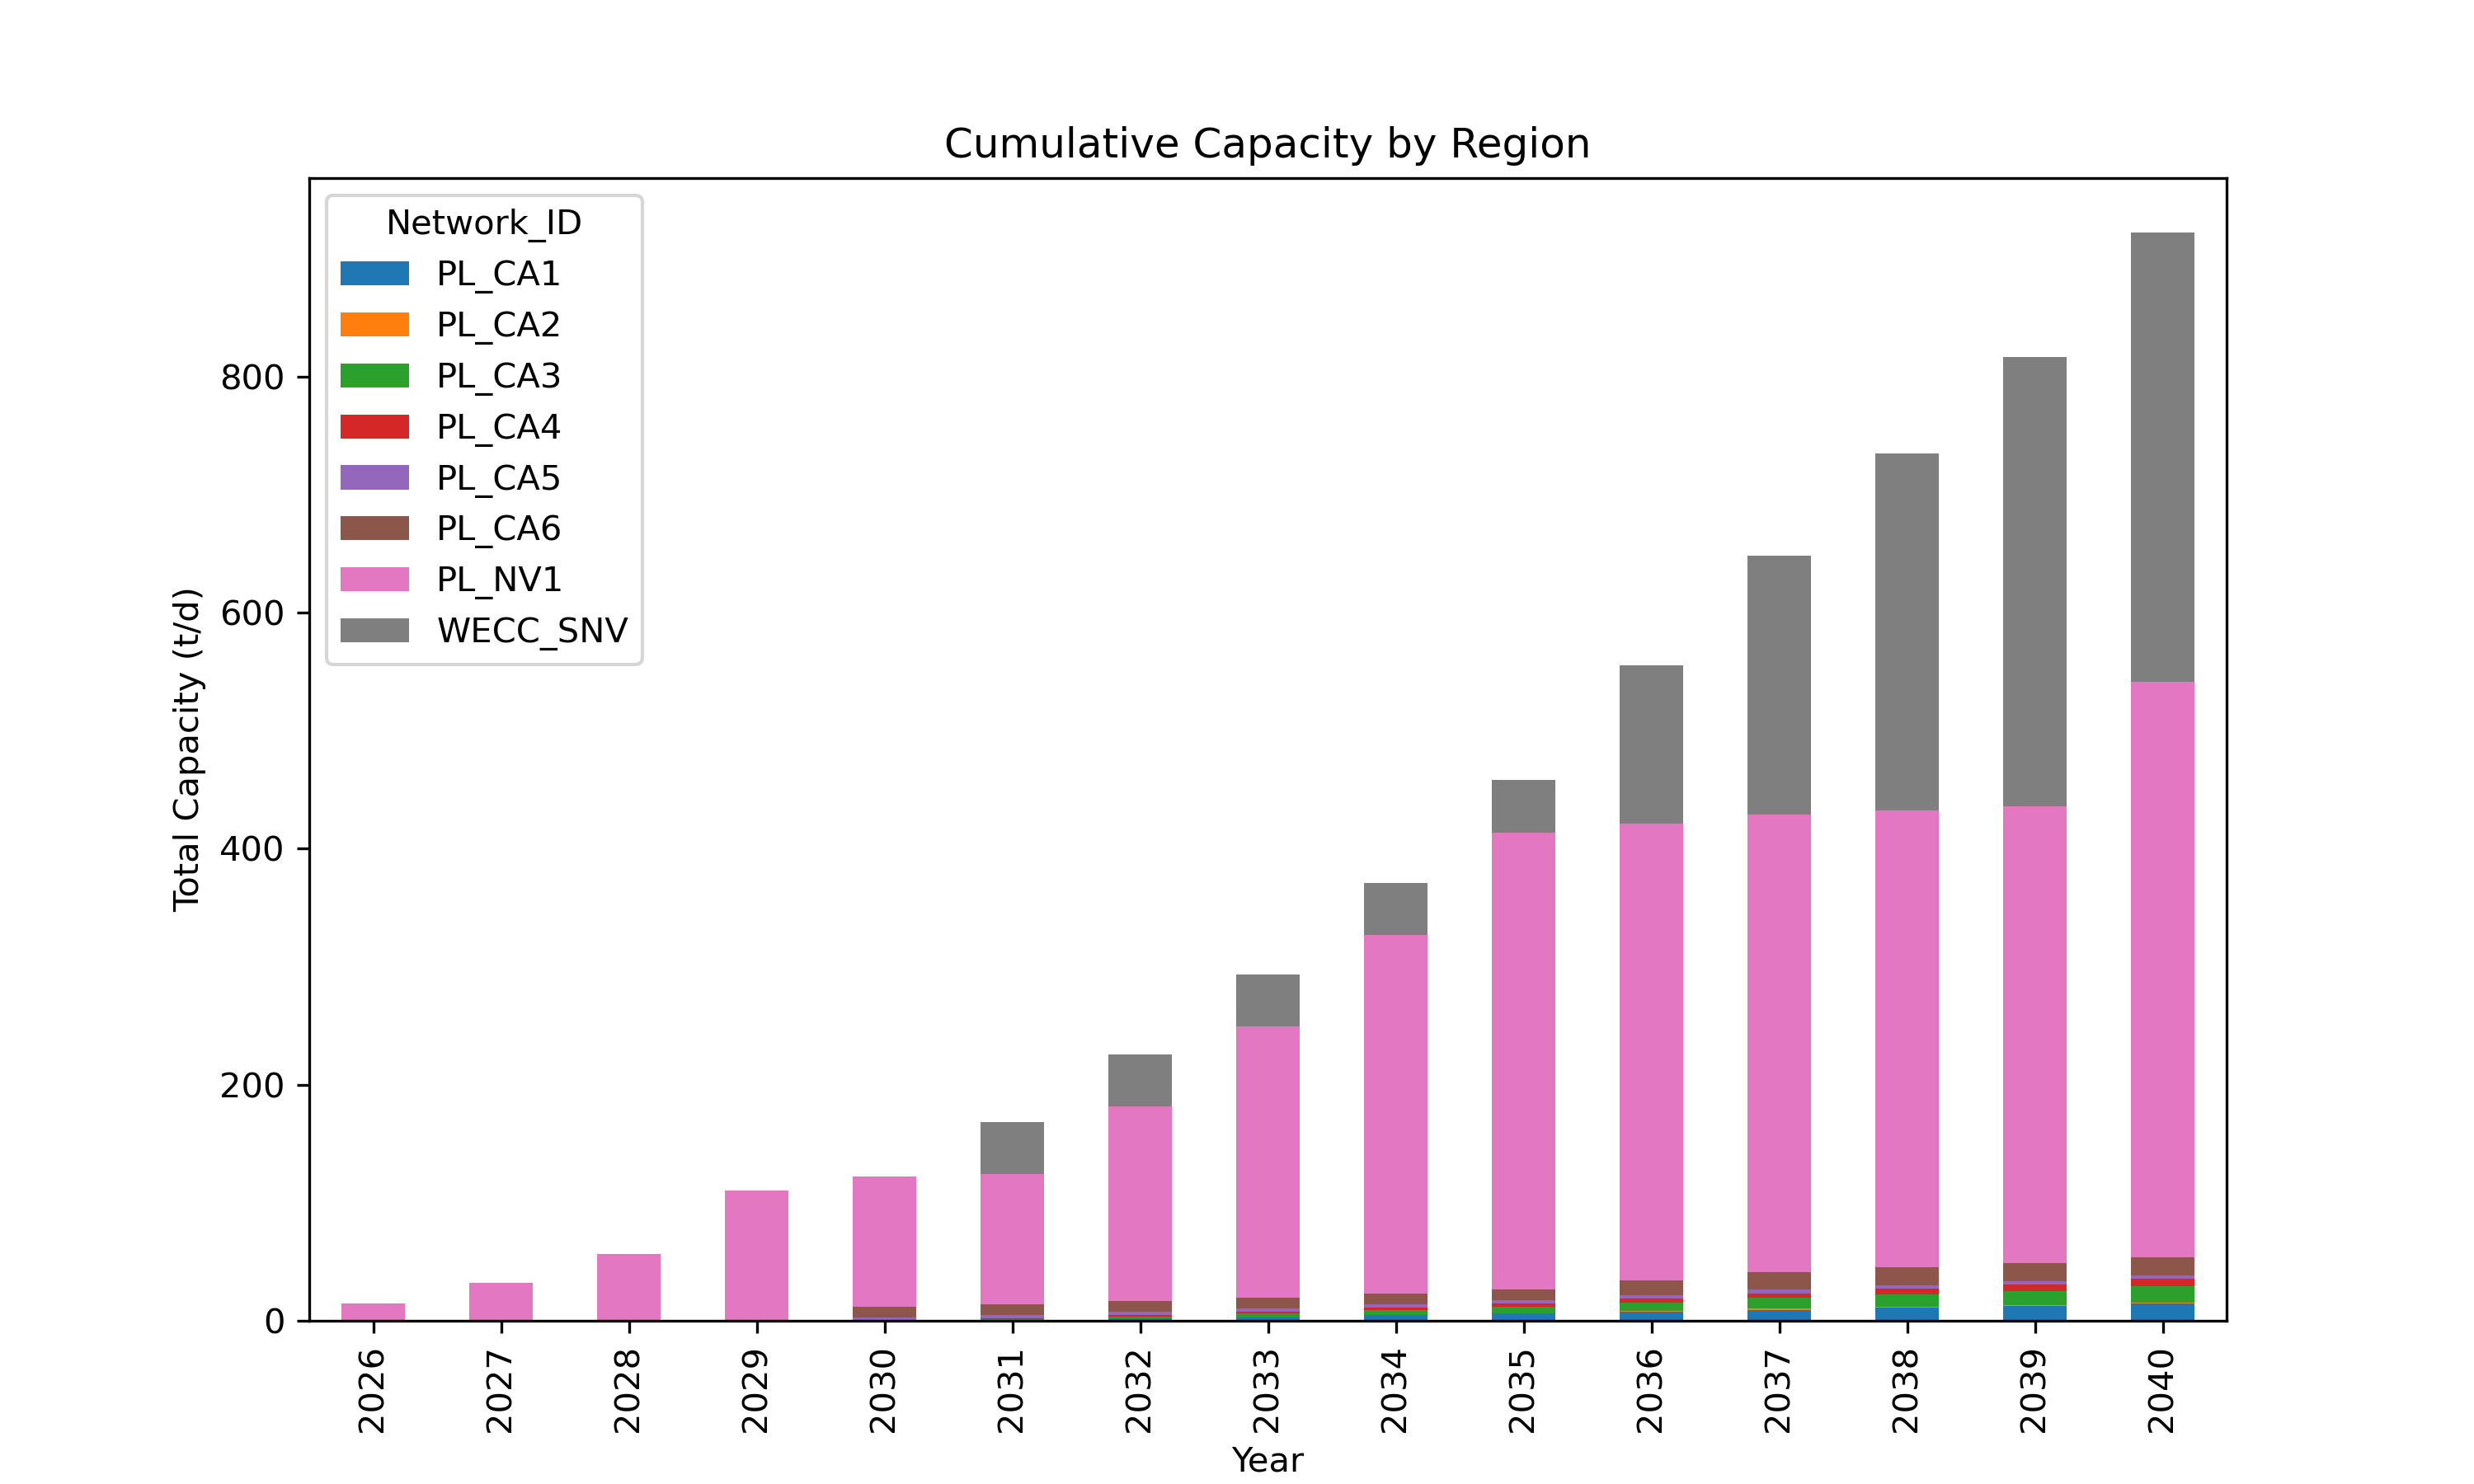 Cumulative Capacity by Region
Network_ID
PL_CA1
PL_CA2
PL_CA3
PL_CA4
PL_CA5
PL_CA6
PL_NV1
WECC_SNV
Total Capacity (t/d)
800
600
400
200
0
2026
2027
2028
2029
2030
2031
2032
2033
2034
2035
2036
2037
2038
2039
2040
Year